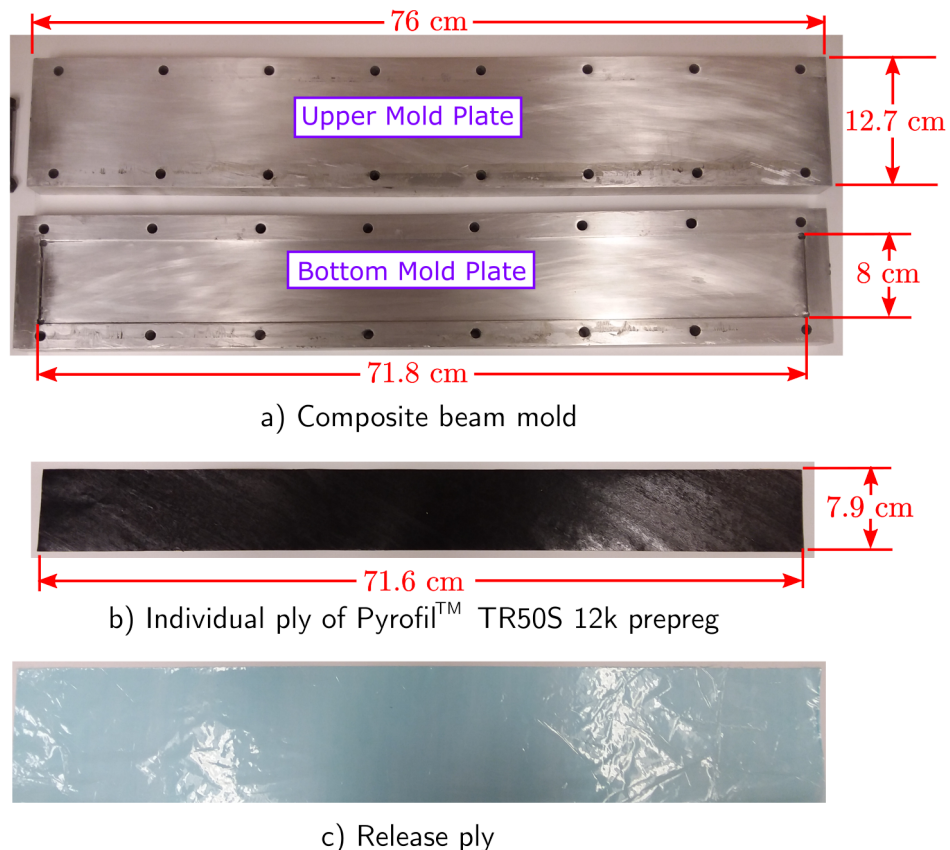 76 cm
Upper Mold Plate
12.7 cm
Bottom Mold Plate
8 cm
71.8 cm
a) Composite beam mold
7.9 cm
71.6 cm
b) Individual ply of Pyrofil™ TR50S 12k prepreg
c) Release ply